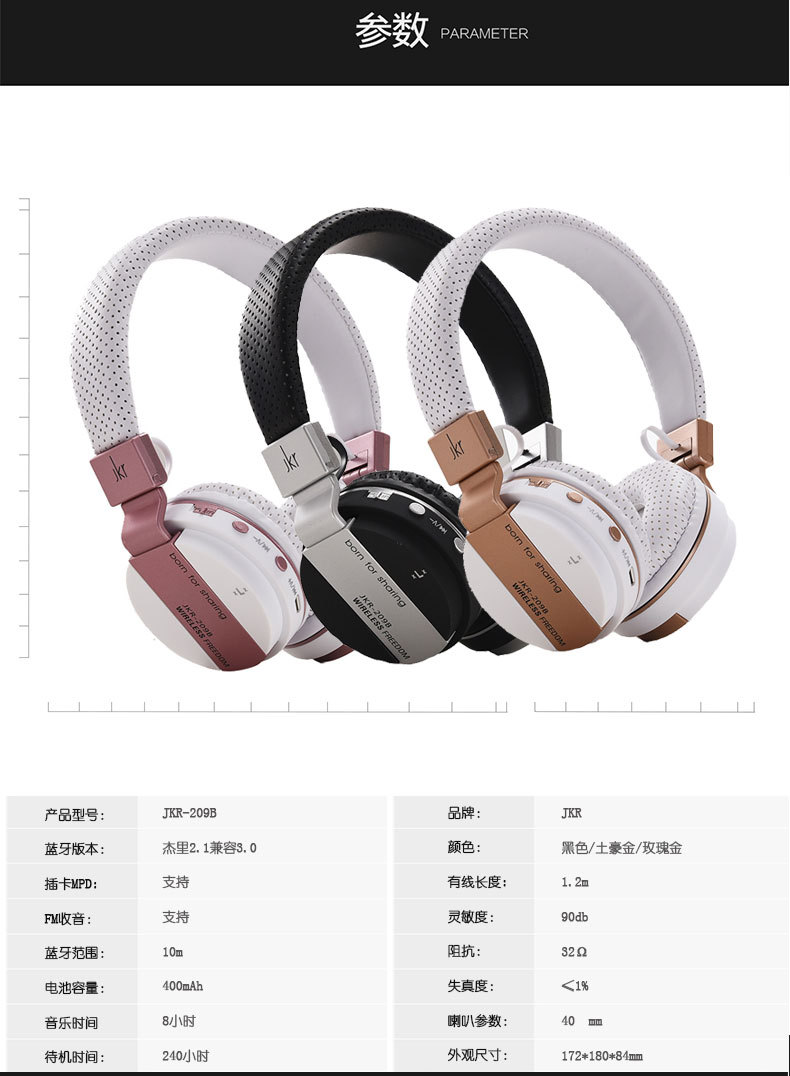 参数 PARAMETER
jkr
jkr
jkr
born for sharing
JKR-209B
WIRELESS FREEDOM
born for sharing
JKR-209B
WIRELESS FREEDOM
born for sharing
JKR-209B
WIRELESS FREEDOM
产品型号: JKR-209B 品牌: JKR
蓝牙版本: 杰里2.1兼容3.0 颜色: 黑色/土豪金/玫瑰金
插卡MPD: 支持 有线长度: 1.2m
FM收音: 支持 灵敏度: 90db
蓝牙范围: 10m 阻抗: 32Ω
电池容量: 400mAh 失真度: ≤1%
音乐时间 8小时 喇叭参数: 40 mm
待机时间: 240小时 外观尺寸: 172*180*84mm